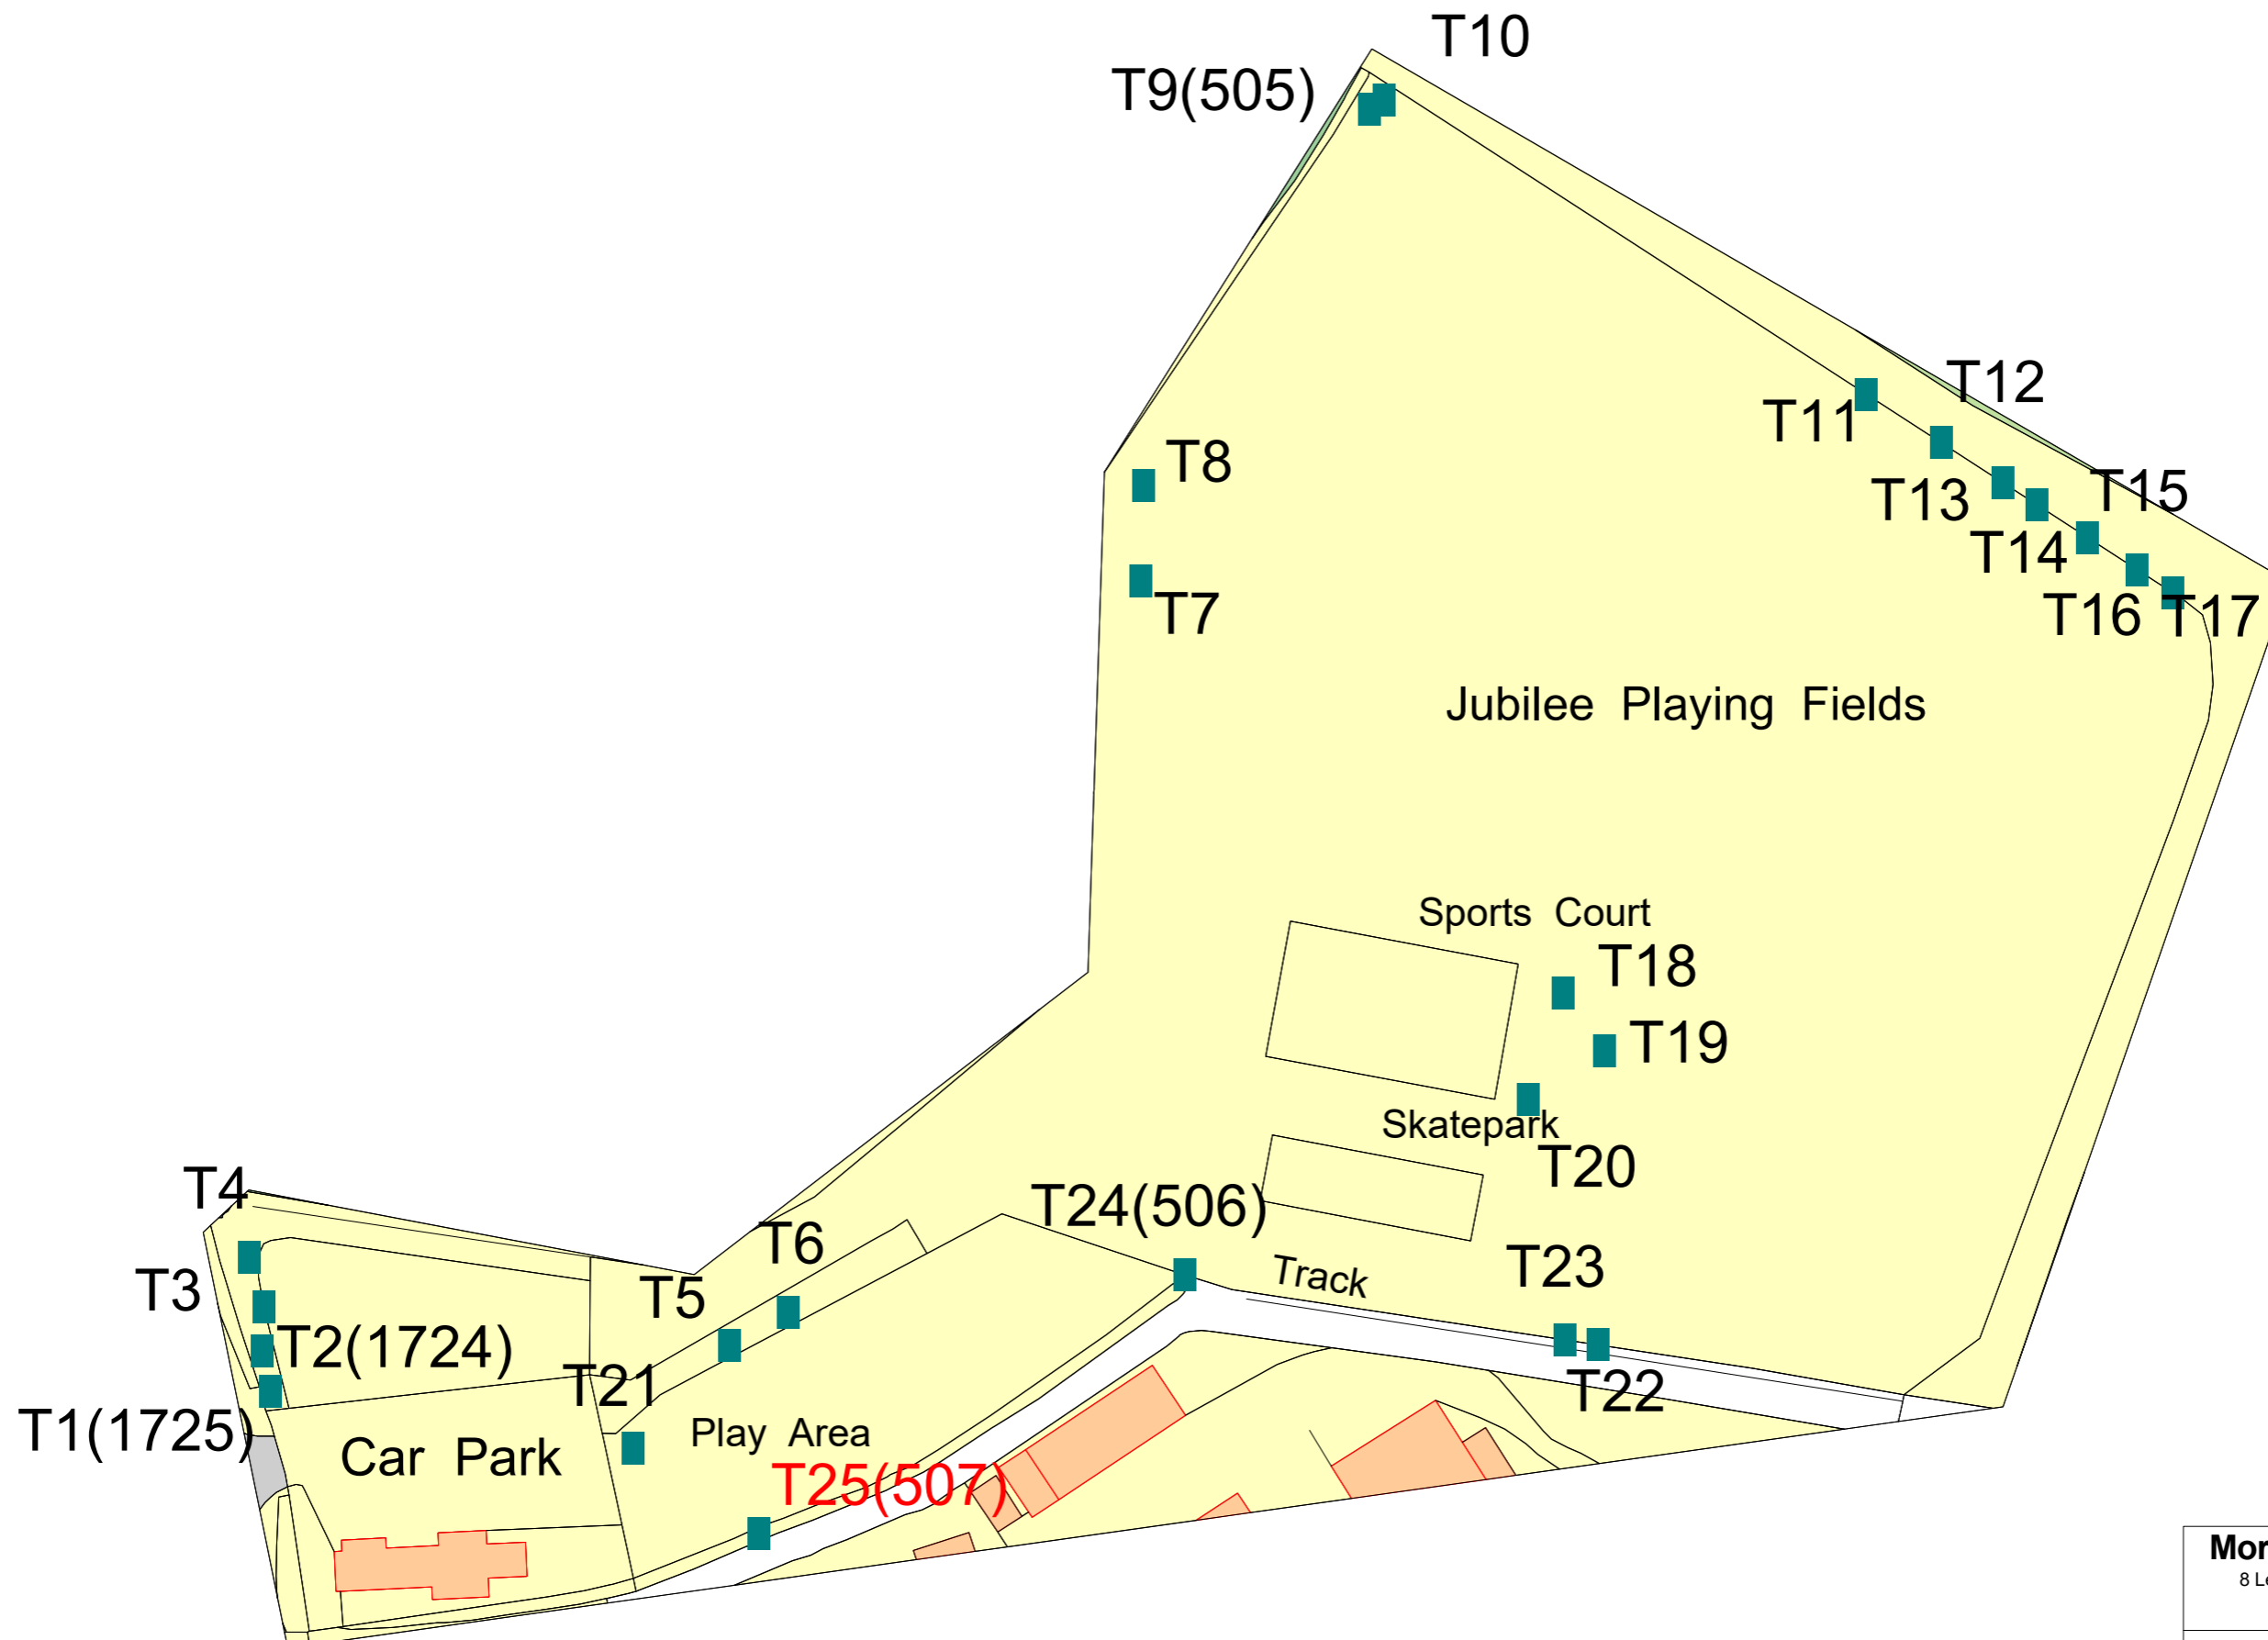 T10
T9(505)
T12
T11
T8
T15
T13
T14
T7
T16
T17
Jubilee Playing Fields
Sports Court
T18
T19
Skatepark
T20
T4
T24(506)
T6
T23
Track
T3
T5
T2(1724)
T21
T22
T1(1725)
Play Area
Car Park
T25(507)
Mor
8 L